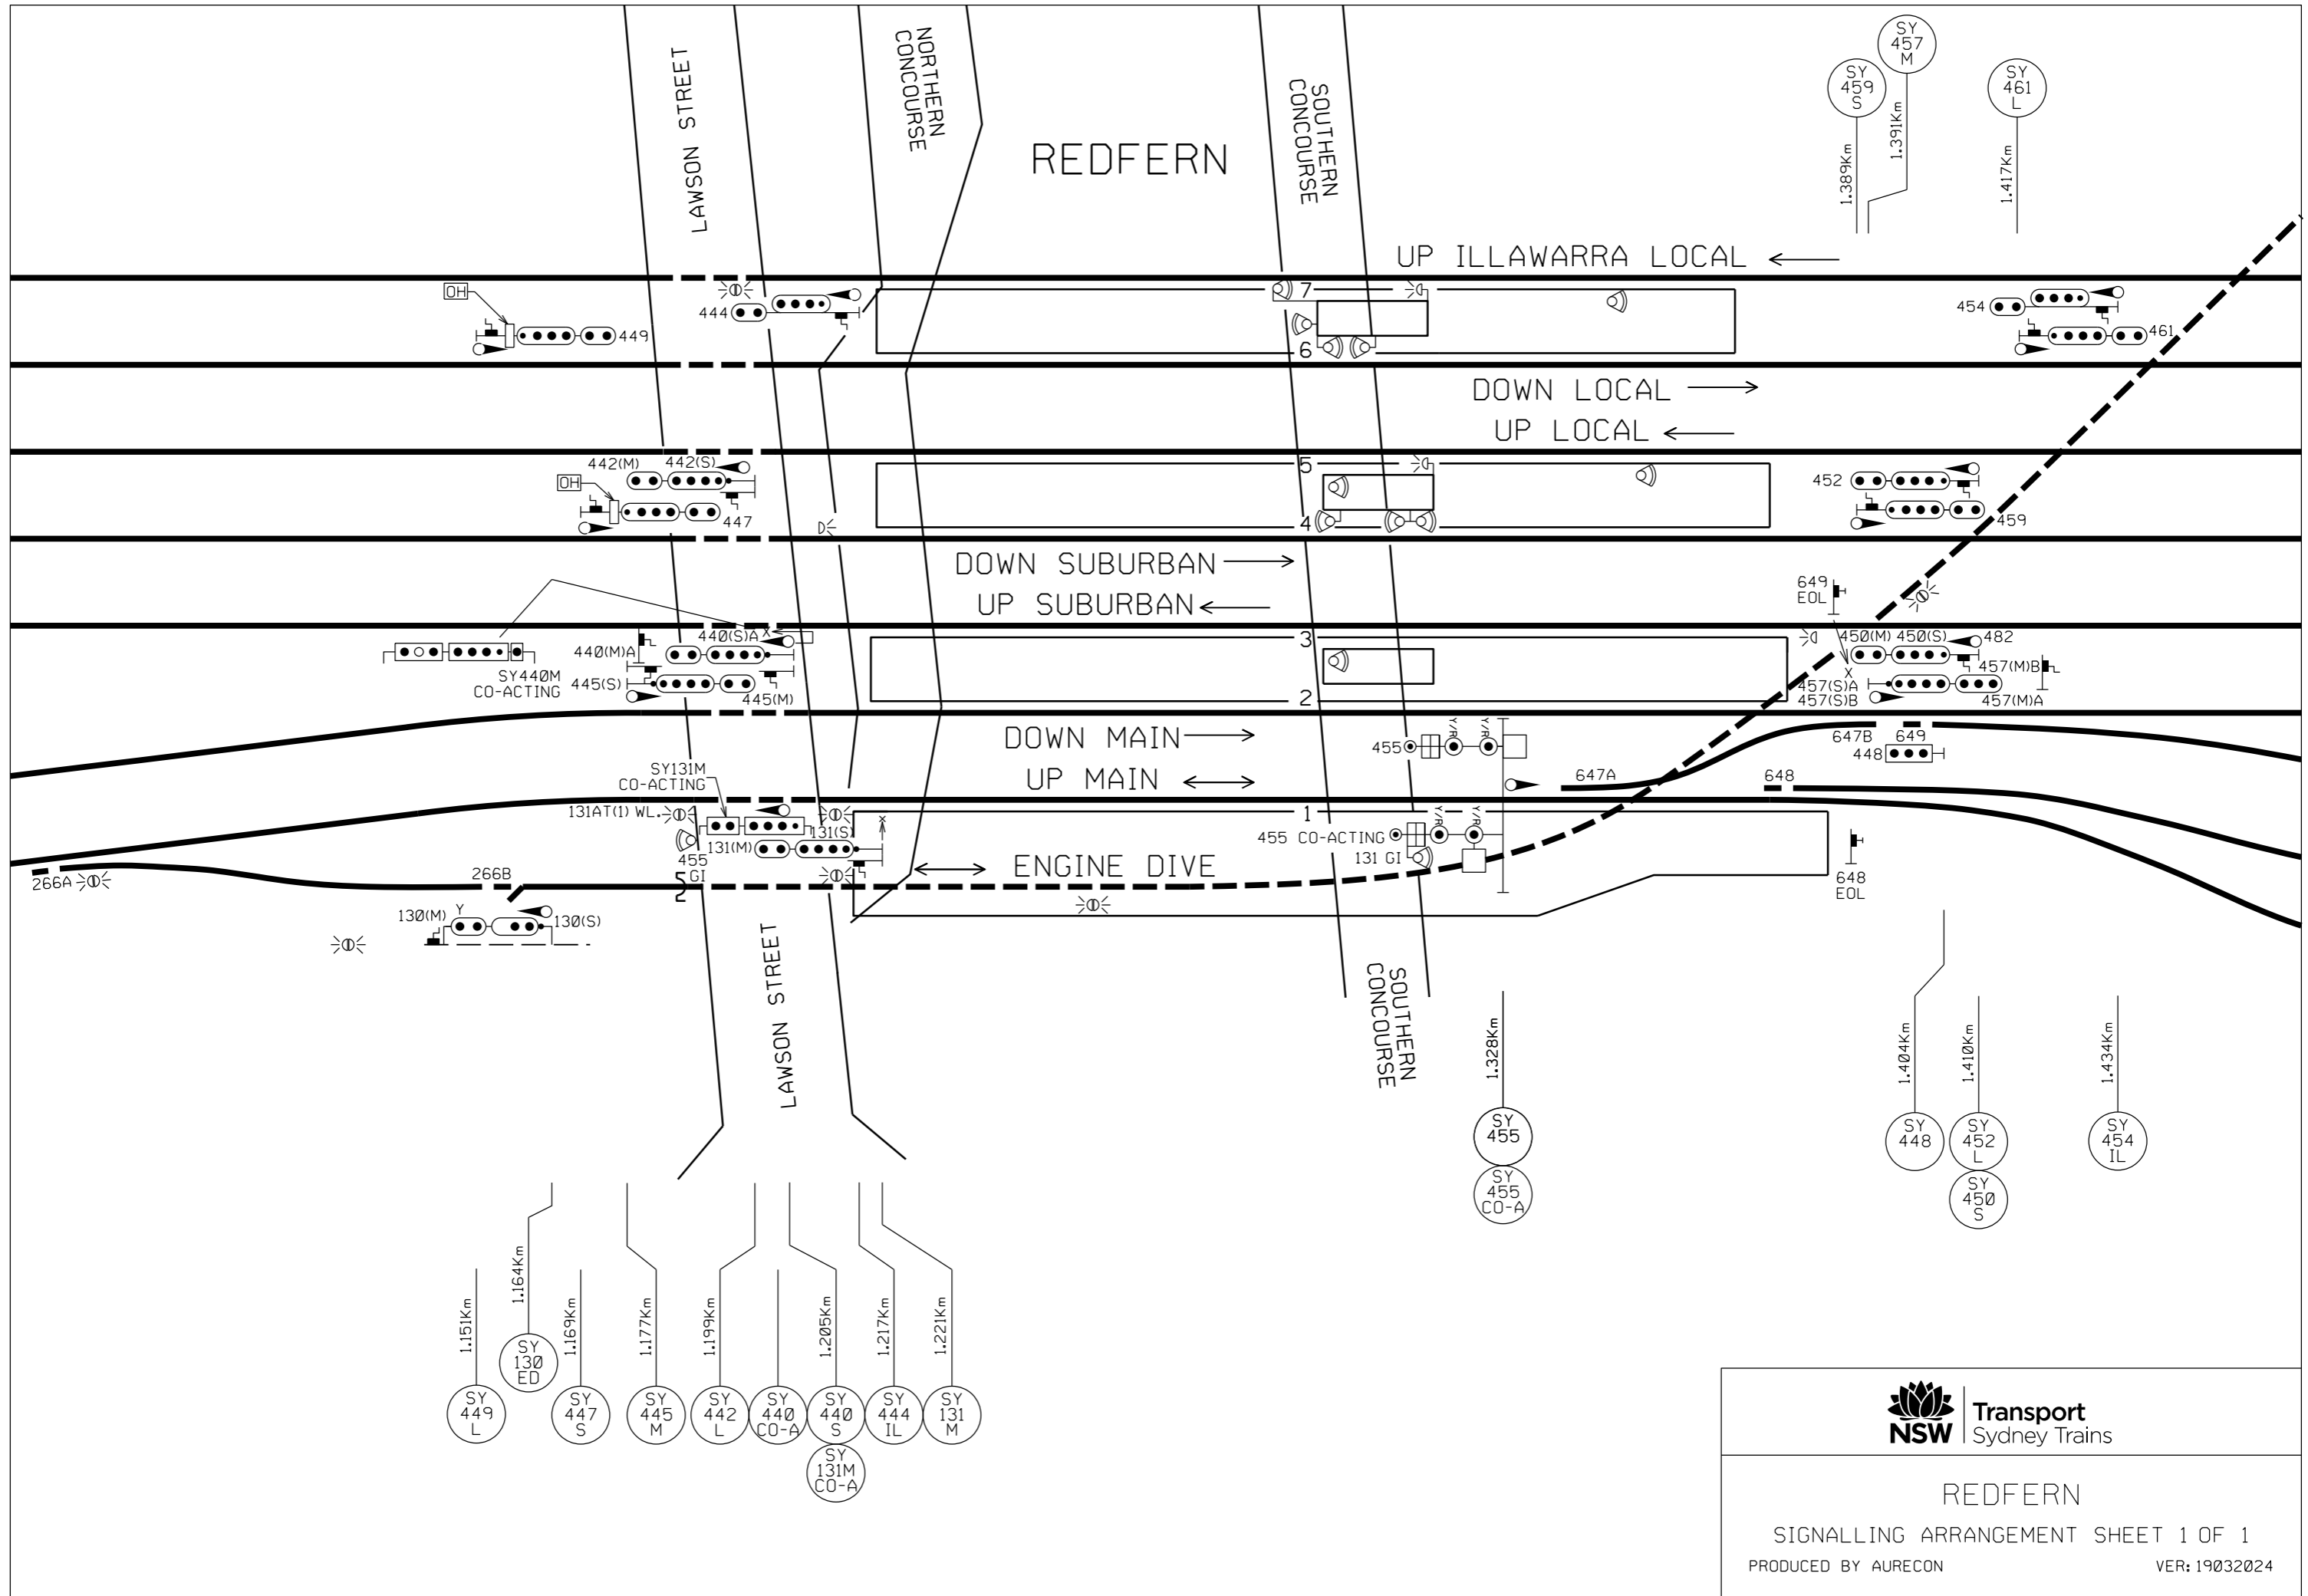 SY
457
M
SY
459
S
SY
461
L
1.389Km
1.391Km
1.417Km
LAWSON STREET
NORTHERN
CONCOURSE
SOUTHERN
CONCOURSE
REDFERN
UP ILLAWARRA LOCAL
OH
449
444
7
6
454
461
DOWN LOCAL
UP LOCAL
442(M)
442(S)
OH
447
5
4
452
459
DOWN SUBURBAN
UP SUBURBAN
649
EOL
440(S)A
X
440(M)A
SY440M
CO-ACTING
445(S)
445(M)
3
2
450(M)
450(S)
482
X
457(M)B
457(S)A
457(S)B
457(M)A
DOWN MAIN
UP MAIN
455
Y/R
Y/R
647B
649
448
647A
648
SY131M
CO-ACTING
131AT(1) WL.
131(S)
131(M)
455
GI
X
1
455 CO-ACTING
Y/R
Y/R
131 GI
ENGINE DIVE
648
EOL
266A
266B
130(M)
Y
130(S)
LAWSON STREET
SOUTHERN
CONCOURSE
1.328Km
1.404Km
1.410Km
1.434Km
SY
455
SY
455
CO-A
SY
448
SY
452
L
SY
450
S
SY
454
IL
1.151Km
1.164Km
1.169Km
1.177Km
1.199Km
1.205Km
1.217Km
1.221Km
SY
130
ED
SY
449
L
SY
447
S
SY
445
M
SY
442
L
SY
440
CO-A
SY
440
S
SY
444
IL
SY
131
M
SY
131M
CO-A
NSW
Transport
Sydney Trains
REDFERN
SIGNALLING ARRANGEMENT SHEET 1 OF 1
PRODUCED BY AURECON
VER:19032024